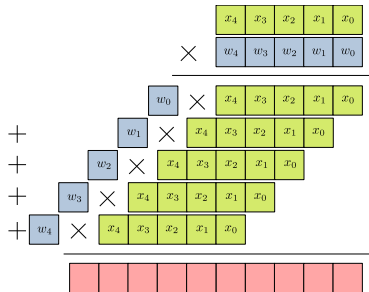 x₄ x₃ x₂ x₁ x₀
× w₄ w₃ w₂ w₁ w₀
w₀ × x₄ x₃ x₂ x₁ x₀
+ w₁ × x₄ x₃ x₂ x₁ x₀
+ w₂ × x₄ x₃ x₂ x₁ x₀
+ w₃ × x₄ x₃ x₂ x₁ x₀
+ w₄ × x₄ x₃ x₂ x₁ x₀